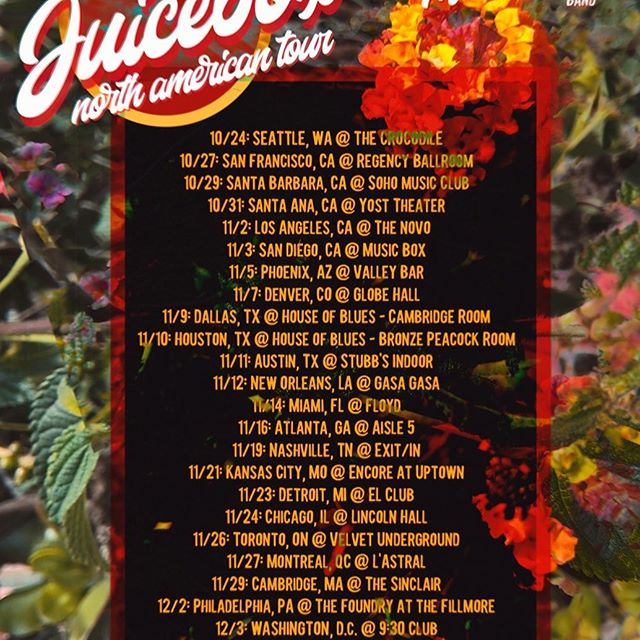 Juicebox
north american tour
BAND
10/24: SEATTLE, WA @ THE CROCODILE
10/27: SAN FRANCISCO, CA @ REGENCY BALLROOM
10/29: SANTA BARBARA, CA @ SOHO MUSIC CLUB
10/31: SANTA ANA, CA @ YOST THEATER
11/2: LOS ANGELES, CA @ THE NOVO
11/3: SAN DIEGO, CA @ MUSIC BOX
11/5: PHOENIX, AZ @ VALLEY BAR
11/7: DENVER, CO @ GLOBE HALL
11/9: DALLAS, TX @ HOUSE OF BLUES - CAMBRIDGE ROOM
11/10: HOUSTON, TX @ HOUSE OF BLUES - BRONZE PEACOCK ROOM
11/11: AUSTIN, TX @ STUBB'S INDOOR
11/12: NEW ORLEANS, LA @ GASA GASA
11/14: MIAMI, FL @ FLOYD
11/16: ATLANTA, GA @ AISLE 5
11/19: NASHVILLE, TN @ EXIT/IN
11/21: KANSAS CITY, MO @ ENCORE AT UPTOWN
11/23: DETROIT, MI @ EL CLUB
11/24: CHICAGO, IL @ LINCOLN HALL
11/26: TORONTO, ON @ VELVET UNDERGROUND
11/27: MONTREAL, QC @ L'ASTRAL
11/29: CAMBRIDGE, MA @ THE SINCLAIR
12/2: PHILADELPHIA, PA @ THE FOUNDRY AT THE FILLMORE
12/3: WASHINGTON, D.C. @ 9:30 CLUB